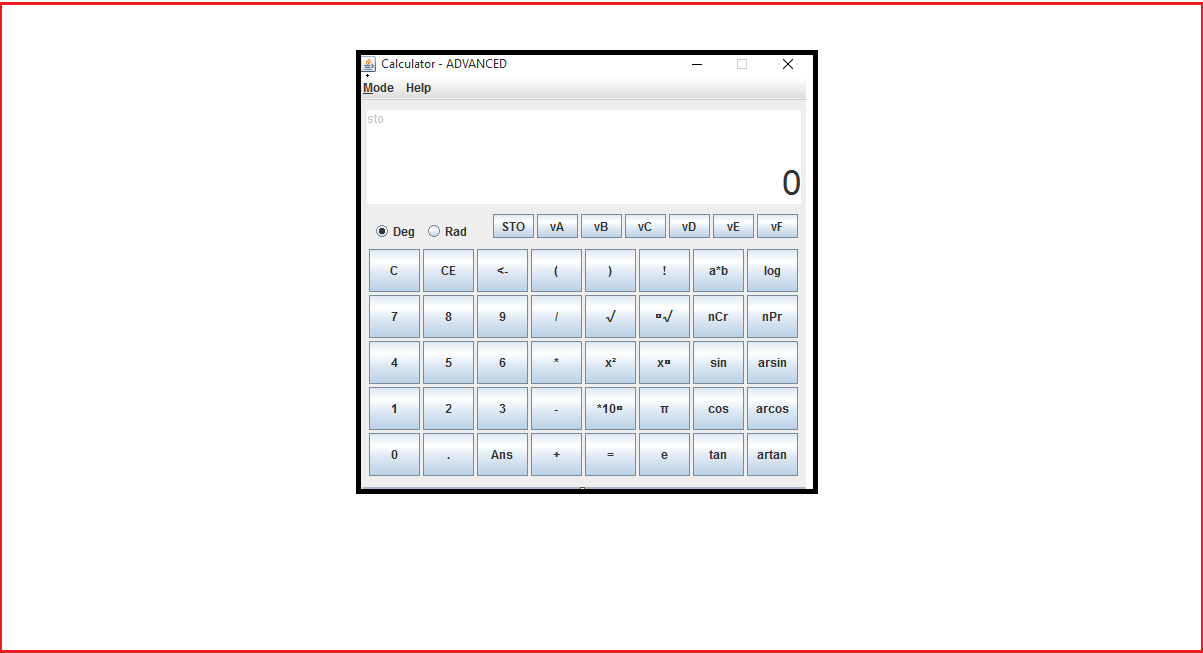 Calculator - ADVANCED
Mode Help
sto
0
Deg Rad STO vA vB vC vD vE vF
C CE <- ( ) ! a*b log
7 8 9 / √ ¤√ nCr nPr
4 5 6 * x² x¤ sin arsin
1 2 3 - *10¤ π cos arcos
0 . Ans + = e tan artan